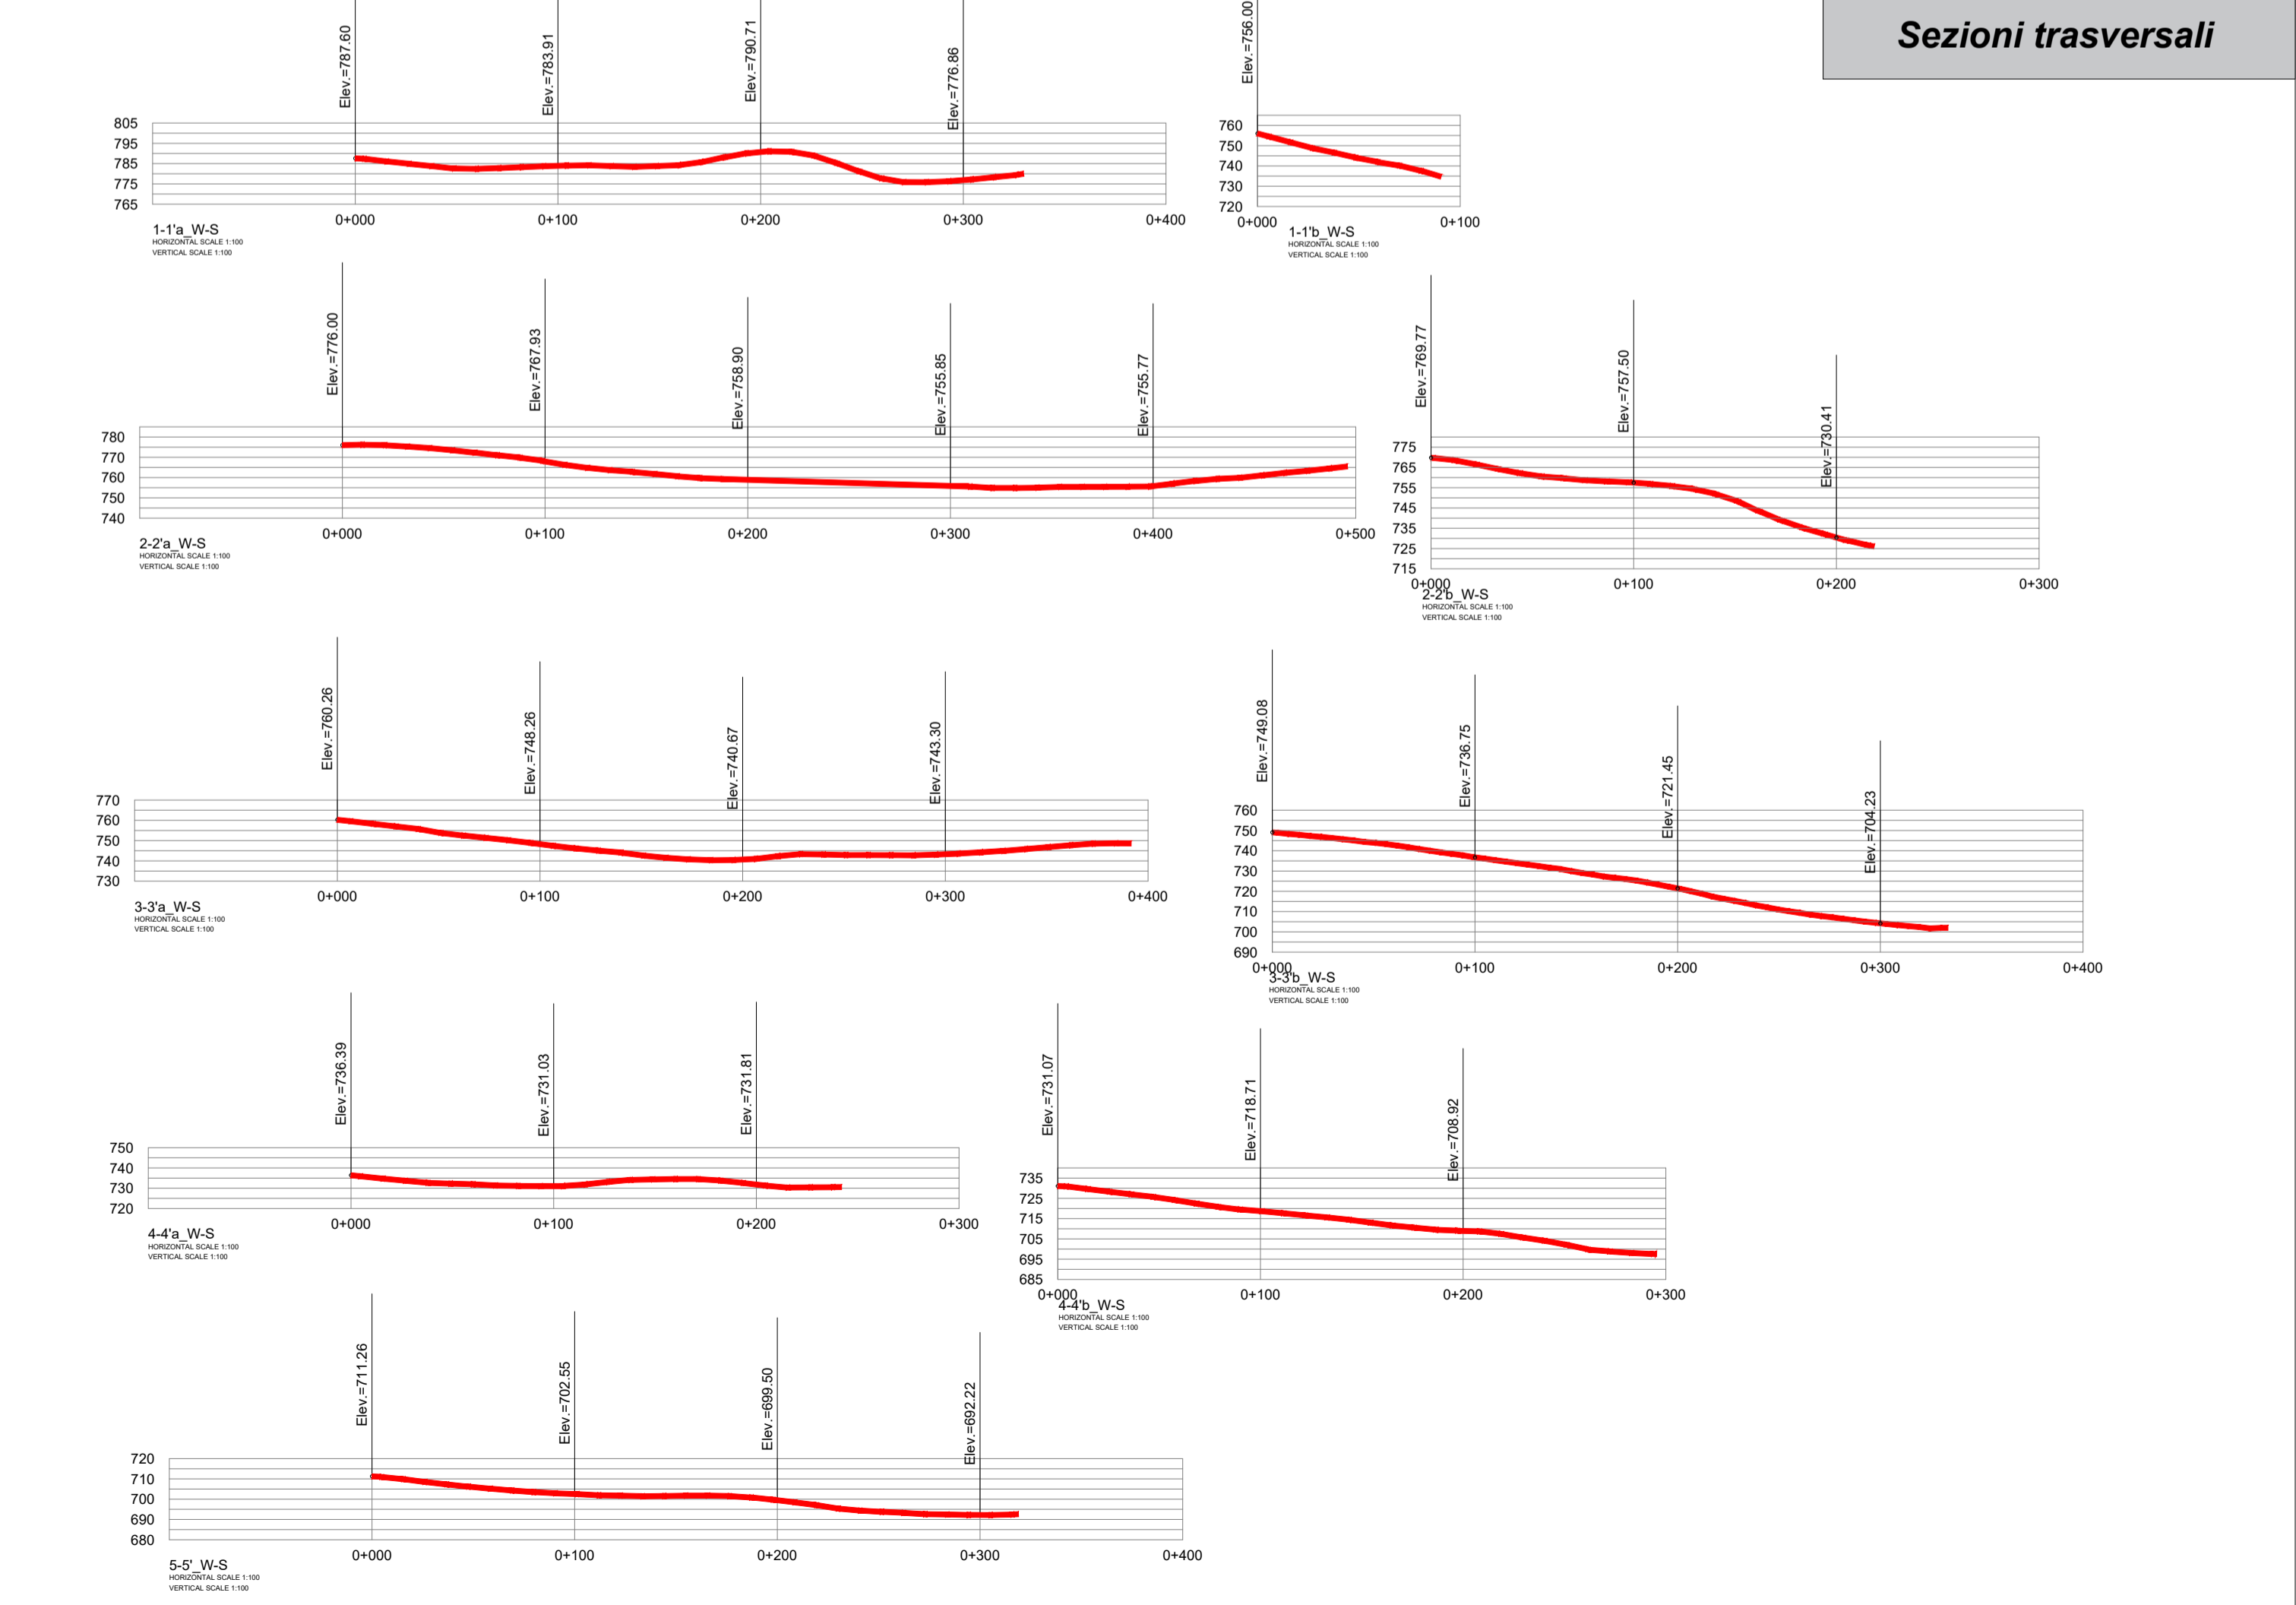 Sezioni trasversali
Elev.=787.60
Elev.=783.91
Elev.=790.71
Elev.=776.86
805
795
785
775
765
0+000 0+100 0+200 0+300 0+400
1-1'a_W-S
HORIZONTAL SCALE 1:100
VERTICAL SCALE 1:100
Elev.=756.00
760
750
740
730
720
0+000 0+100
1-1'b_W-S
HORIZONTAL SCALE 1:100
VERTICAL SCALE 1:100
Elev.=776.00
Elev.=767.93
Elev.=758.90
Elev.=755.85
Elev.=755.77
780
770
760
750
740
0+000 0+100 0+200 0+300 0+400 0+500
2-2'a_W-S
HORIZONTAL SCALE 1:100
VERTICAL SCALE 1:100
Elev.=769.77
Elev.=757.50
Elev.=730.41
775
765
755
745
735
725
715
0+000 0+100 0+200 0+300
2-2'b_W-S
HORIZONTAL SCALE 1:100
VERTICAL SCALE 1:100
Elev.=760.26
Elev.=748.26
Elev.=740.67
Elev.=743.30
770
760
750
740
730
0+000 0+100 0+200 0+300 0+400
3-3'a_W-S
HORIZONTAL SCALE 1:100
VERTICAL SCALE 1:100
Elev.=749.08
Elev.=736.75
Elev.=721.45
Elev.=704.23
760
750
740
730
720
710
700
690
0+000 0+100 0+200 0+300 0+400
3-3'b_W-S
HORIZONTAL SCALE 1:100
VERTICAL SCALE 1:100
Elev.=736.39
Elev.=731.03
Elev.=731.81
750
740
730
720
0+000 0+100 0+200 0+300
4-4'a_W-S
HORIZONTAL SCALE 1:100
VERTICAL SCALE 1:100
Elev.=731.07
Elev.=718.71
Elev.=708.92
735
725
715
705
695
685
0+000 0+100 0+200 0+300
4-4'b_W-S
HORIZONTAL SCALE 1:100
VERTICAL SCALE 1:100
Elev.=711.26
Elev.=702.55
Elev.=699.50
Elev.=692.22
720
710
700
690
680
0+000 0+100 0+200 0+300 0+400
5-5'_W-S
HORIZONTAL SCALE 1:100
VERTICAL SCALE 1:100